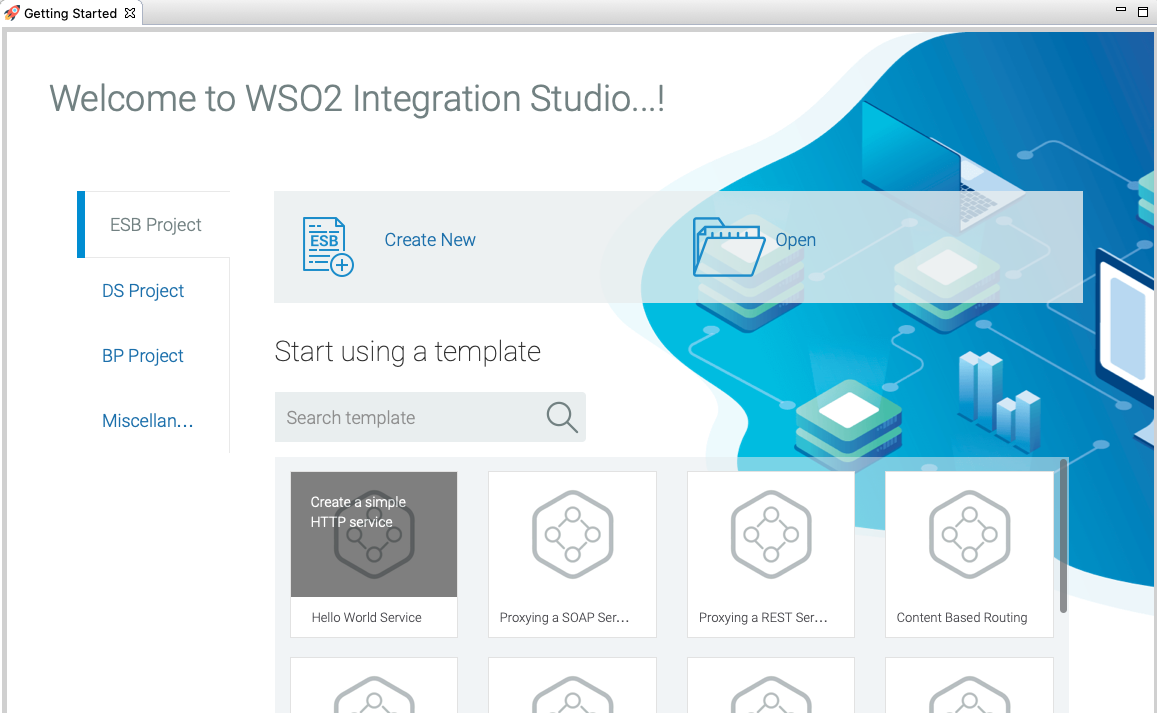 Getting Started
Welcome to WSO2 Integration Studio...!
ESB Project
DS Project
BP Project
Miscellan...
ESB
Create New
Open
Start using a template
Search template
Create a simple
HTTP service
Hello World Service
Proxying a SOAP Ser...
Proxying a REST Ser...
Content Based Routing